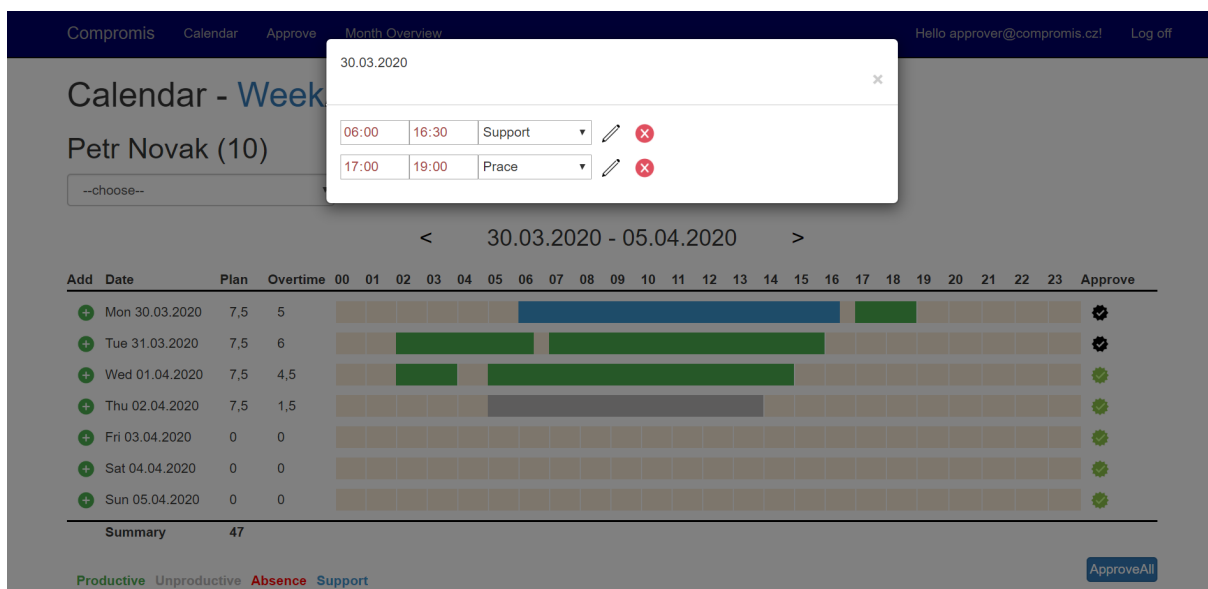 Compromis Calendar Approve Month Overview Hello approver@compromis.cz! Log off
30.03.2020
×
Calendar - Week
06:00 16:30 Support
Petr Novak (10)
17:00 19:00 Prace
--choose--
< 30.03.2020 - 05.04.2020 >
Add Date Plan Overtime 00 01 02 03 04 05 06 07 08 09 10 11 12 13 14 15 16 17 18 19 20 21 22 23 Approve
Mon 30.03.2020 7,5 5
Tue 31.03.2020 7,5 6
Wed 01.04.2020 7,5 4,5
Thu 02.04.2020 7,5 1,5
Fri 03.04.2020 0 0
Sat 04.04.2020 0 0
Sun 05.04.2020 0 0
Summary 47
ApproveAll
Productive Unproductive Absence Support